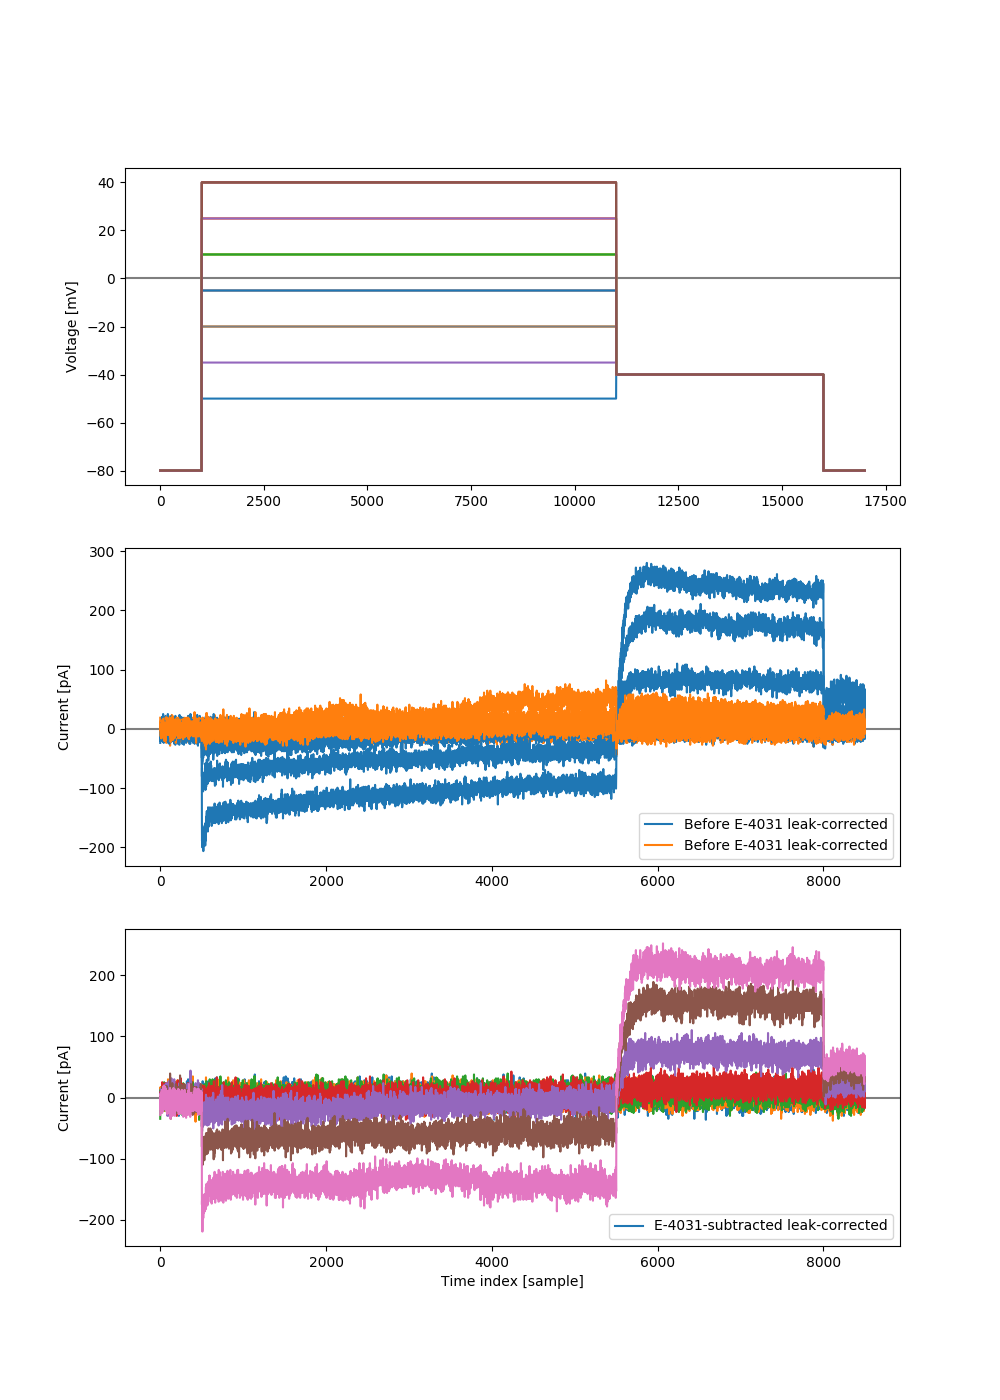 40
20
0
−20
−40
−60
−80
Voltage [mV]
0 2500 5000 7500 10000 12500 15000 17500
300
200
100
0
−100
−200
Current [pA]
Before E-4031 leak-corrected
Before E-4031 leak-corrected
0 2000 4000 6000 8000
200
100
0
−100
−200
Current [pA]
E-4031-subtracted leak-corrected
0 2000 4000 6000 8000
Time index [sample]